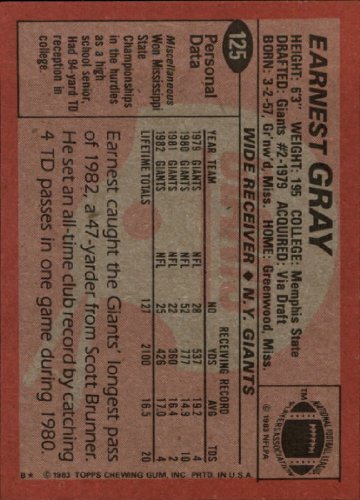 EARNEST GRAY
HEIGHT: 6'3" WEIGHT: 195 COLLEGE: Memphis State
DRAFTED: Giants #2-1979 ACQUIRED: Via Draft
BORN: 3-2-57, Gr'nw'd, Miss. HOME: Greenwood, Miss.
125
WIDE RECEIVER ◆ N.Y. GIANTS
Personal
Data
Miscellaneous
Won Mississippi
State
Championships
in the hurdles
as a high
school senior.
Had 94-yard TD
in college.
RECEIVING RECORD
YEAR TEAM NO YDS AVG TDS
1979 GIANTS NFL 28 537 19.2 4
1980 GIANTS NFL 52 777 14.9 10
1981 GIANTS NFL 22 360 16.4 2
1982 GIANTS NFL 25 426 17.0 4
LIFETIME TOTALS 127 2100 16.5 20
Earnest caught the Giants' longest pass
of 1982, a 47-yarder from Scott Brunner.
He set an all-time club record by catching
4 TD passes in one game during 1980.
NATIONAL FOOTBALL LEAGUE
PLAYERS ASSOCIATION
TM
© 1983 NFLPA
© 1983 TOPPS CHEWING GUM, INC. PRTD. IN U.S.A.
B*